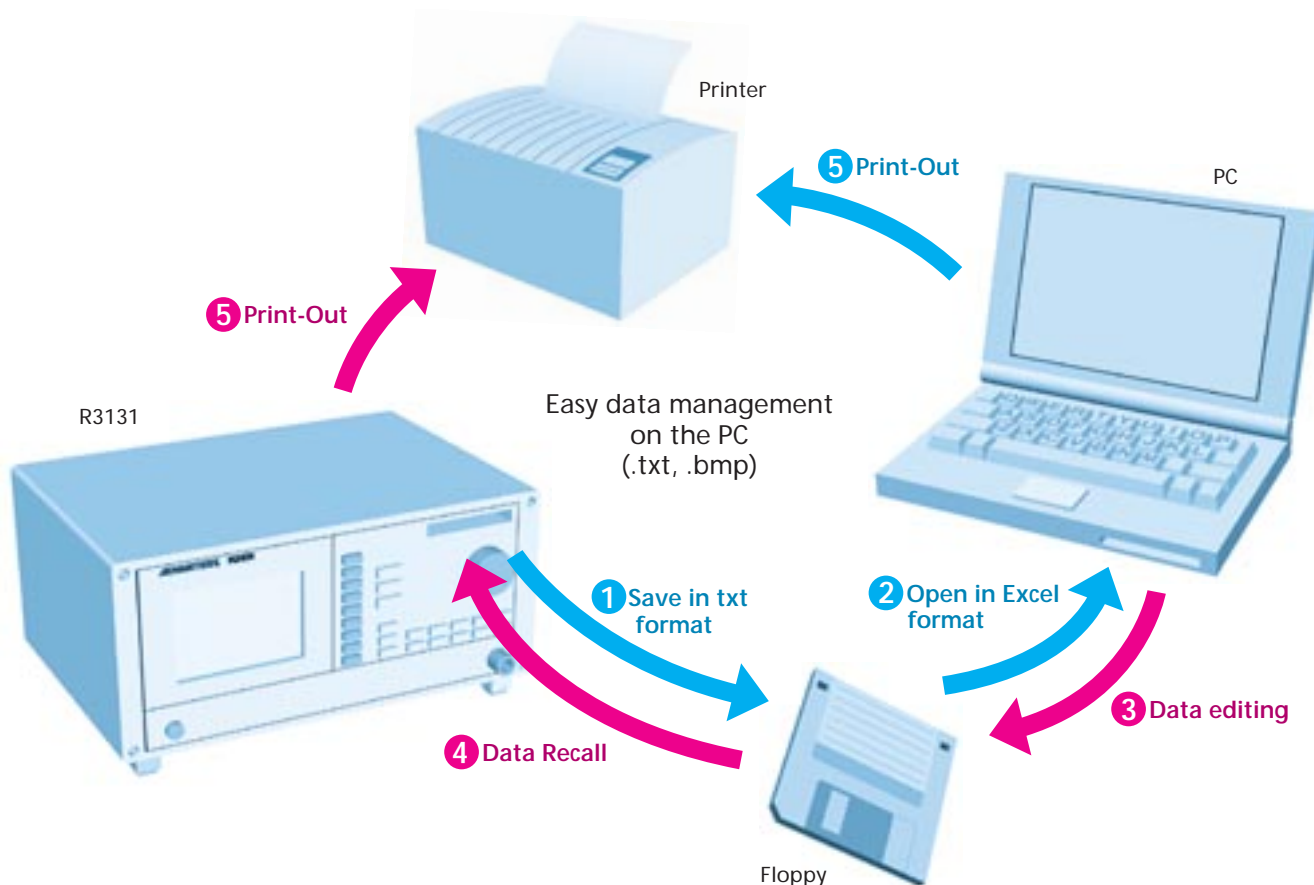 Printer
5 Print-Out
PC
5 Print-Out
R3131
Easy data management
on the PC
(.txt, .bmp)
1 Save in txt
format
2 Open in Excel
format
3 Data editing
4 Data Recall
Floppy